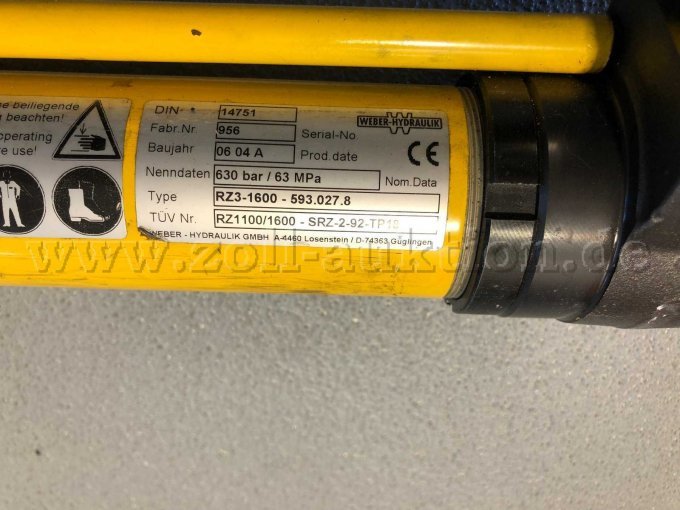 ne beiliegende
g beachten!
operating
re use!
DIN- * 14751
Fabr.Nr 956 Serial-No.
WEBER-HYDRAULIK
Baujahr 06 04 A Prod.date
CE
Nenndaten 630 bar / 63 MPa Nom.Data
Type RZ3-1600 - 593.027.8
TÜV Nr. RZ1100/1600 - SRZ-2-92-TP18
WEBER - HYDRAULIK GMBH A-4460 Losenstein / D-74363 Güglingen
www.zoll-auktion.de